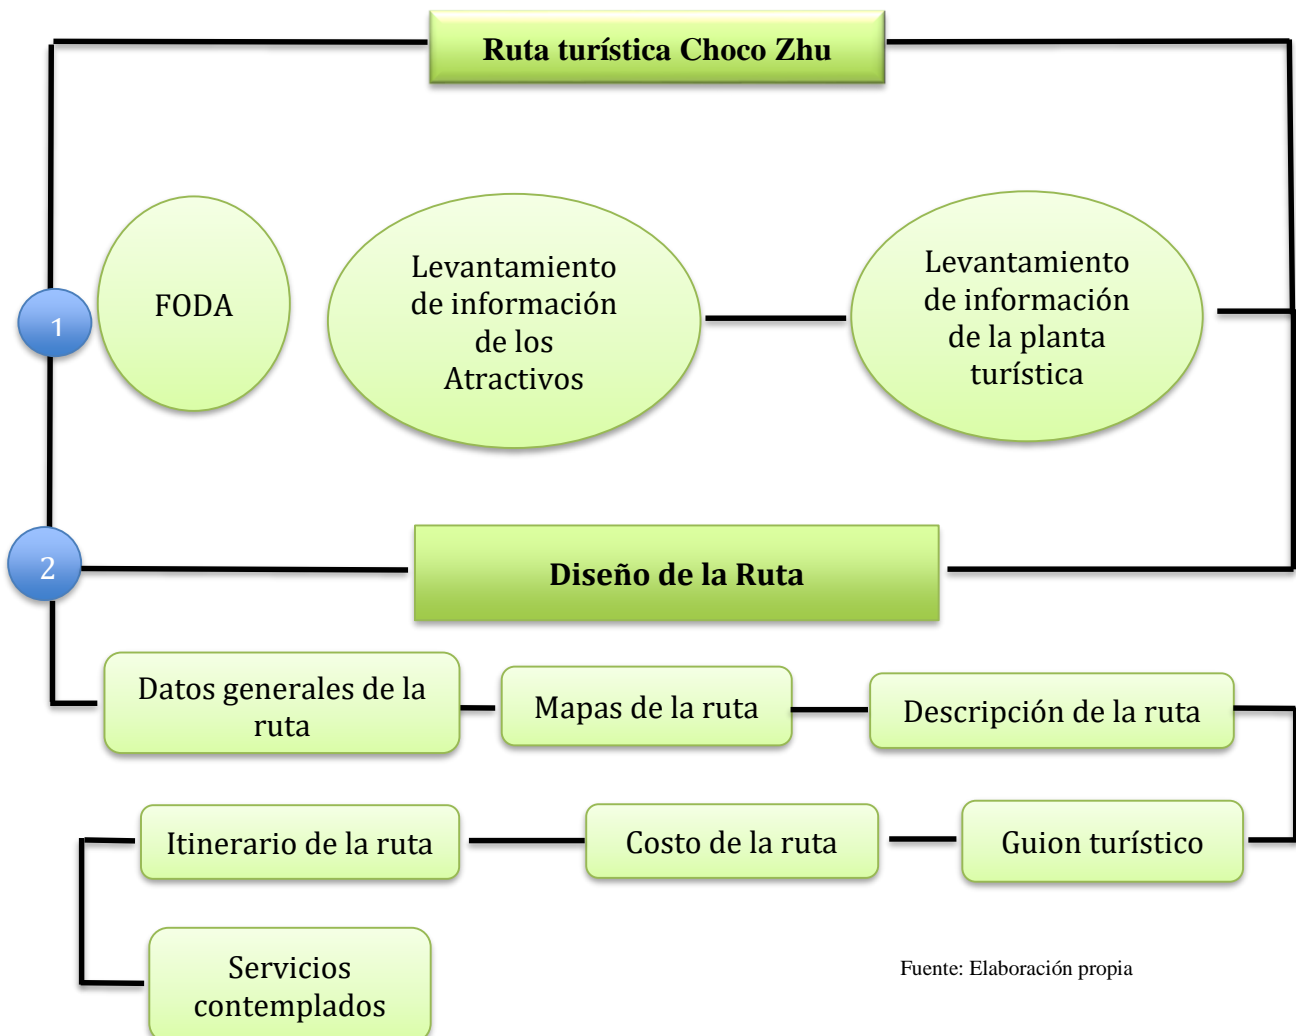 Ruta turística Choco Zhu
1
FODA
Levantamiento
de información
de los
Atractivos
Levantamiento
de información
de la planta
turística
2
Diseño de la Ruta
Datos generales de la
ruta
Mapas de la ruta
Descripción de la ruta
Itinerario de la ruta
Costo de la ruta
Guion turístico
Servicios
contemplados
Fuente: Elaboración propia